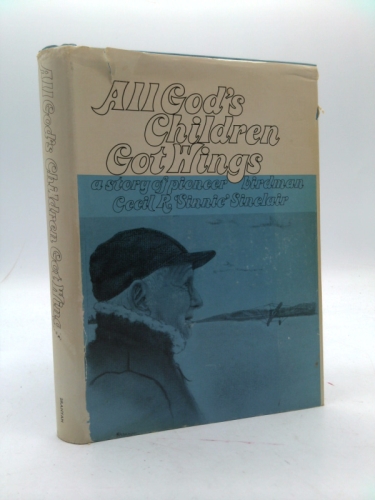 All God's
Children
Got Wings
a story of pioneer birdman
Cecil R. 'Sinnie' Sinclair
All God's Children Got Wings